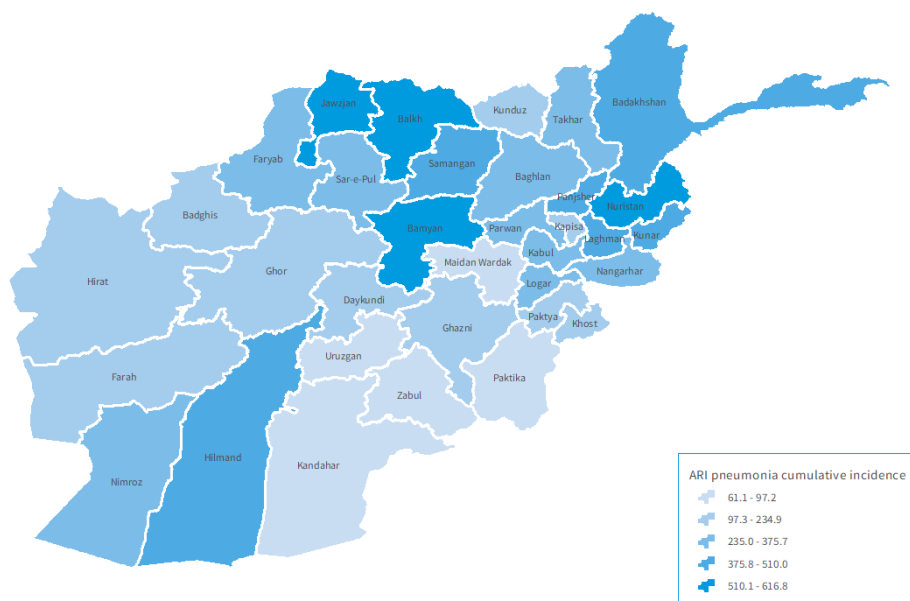 Jawzjan
Balkh
Kunduz
Takhar
Badakhshan
Faryab
Samangan
Sar-e-Pul
Baghlan
Panjsher
Nuristan
Badghis
Bamyan
Parwan
Kapisa
Laghman
Kunar
Kabul
Maidan Wardak
Nangarhar
Hirat
Ghor
Logar
Daykundi
Paktya
Khost
Ghazni
Uruzgan
Farah
Paktika
Zabul
Hilmand
Kandahar
Nimroz
ARI pneumonia cumulative incidence
61.1 - 97.2
97.3 - 234.9
235.0 - 375.7
375.8 - 510.0
510.1 - 616.8